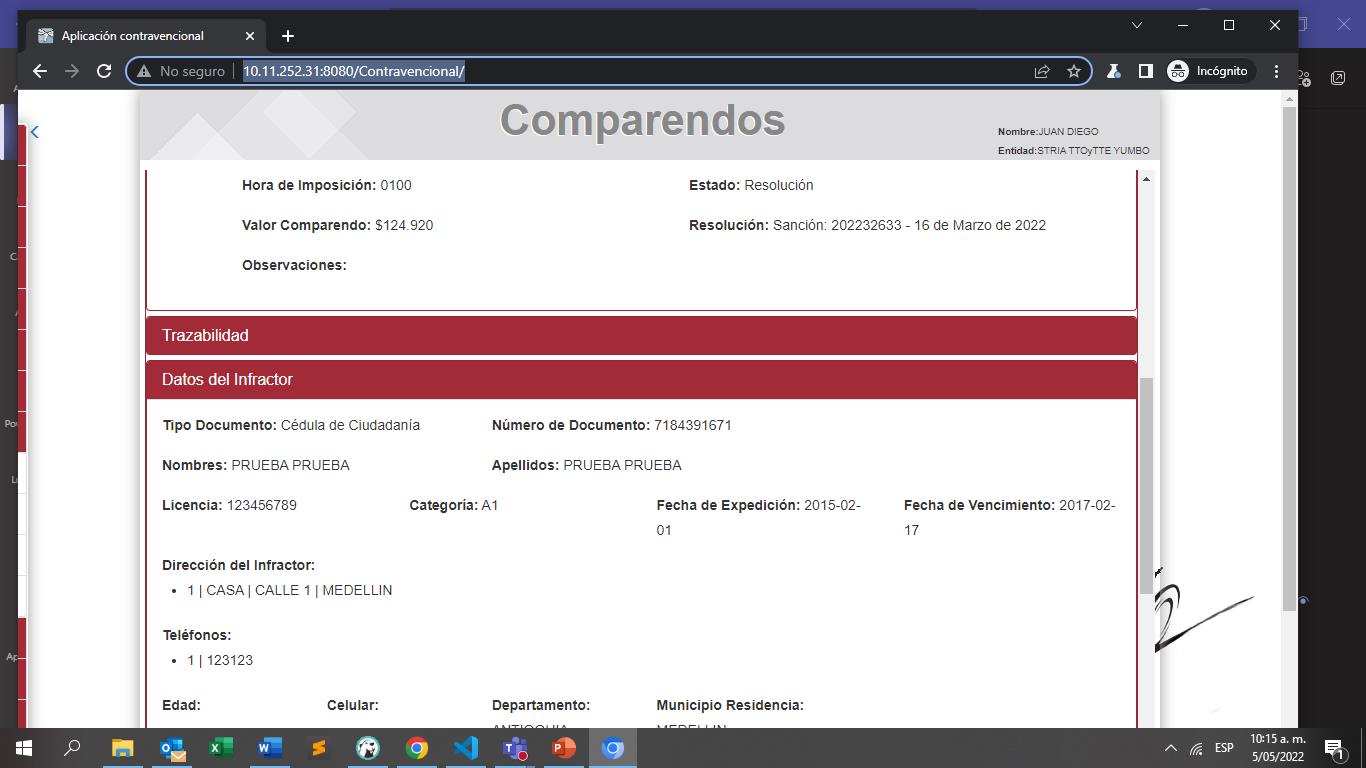 Aplicación contravencional
No seguro
10.11.252.31:8080/Contravencional/
Incógnito
Comparendos
Nombre:JUAN DIEGO
Entidad:STRIA TTOyTTE YUMBO
Hora de Imposición: 0100
Estado: Resolución
Valor Comparendo: $124.920
Resolución: Sanción: 202232633 - 16 de Marzo de 2022
Observaciones:
Trazabilidad
Datos del Infractor
Tipo Documento: Cédula de Ciudadanía
Número de Documento: 7184391671
Nombres: PRUEBA PRUEBA
Apellidos: PRUEBA PRUEBA
Licencia: 123456789
Categoría: A1
Fecha de Expedición: 2015-02-
01
Fecha de Vencimiento: 2017-02-
17
Dirección del Infractor:
• 1 | CASA | CALLE 1 | MEDELLIN
Teléfonos:
• 1 | 123123
Edad:
Celular:
Departamento:
ANTIOQUIA
Municipio Residencia:
MEDELLIN
ESP
10:15 a. m.
5/05/2022
1